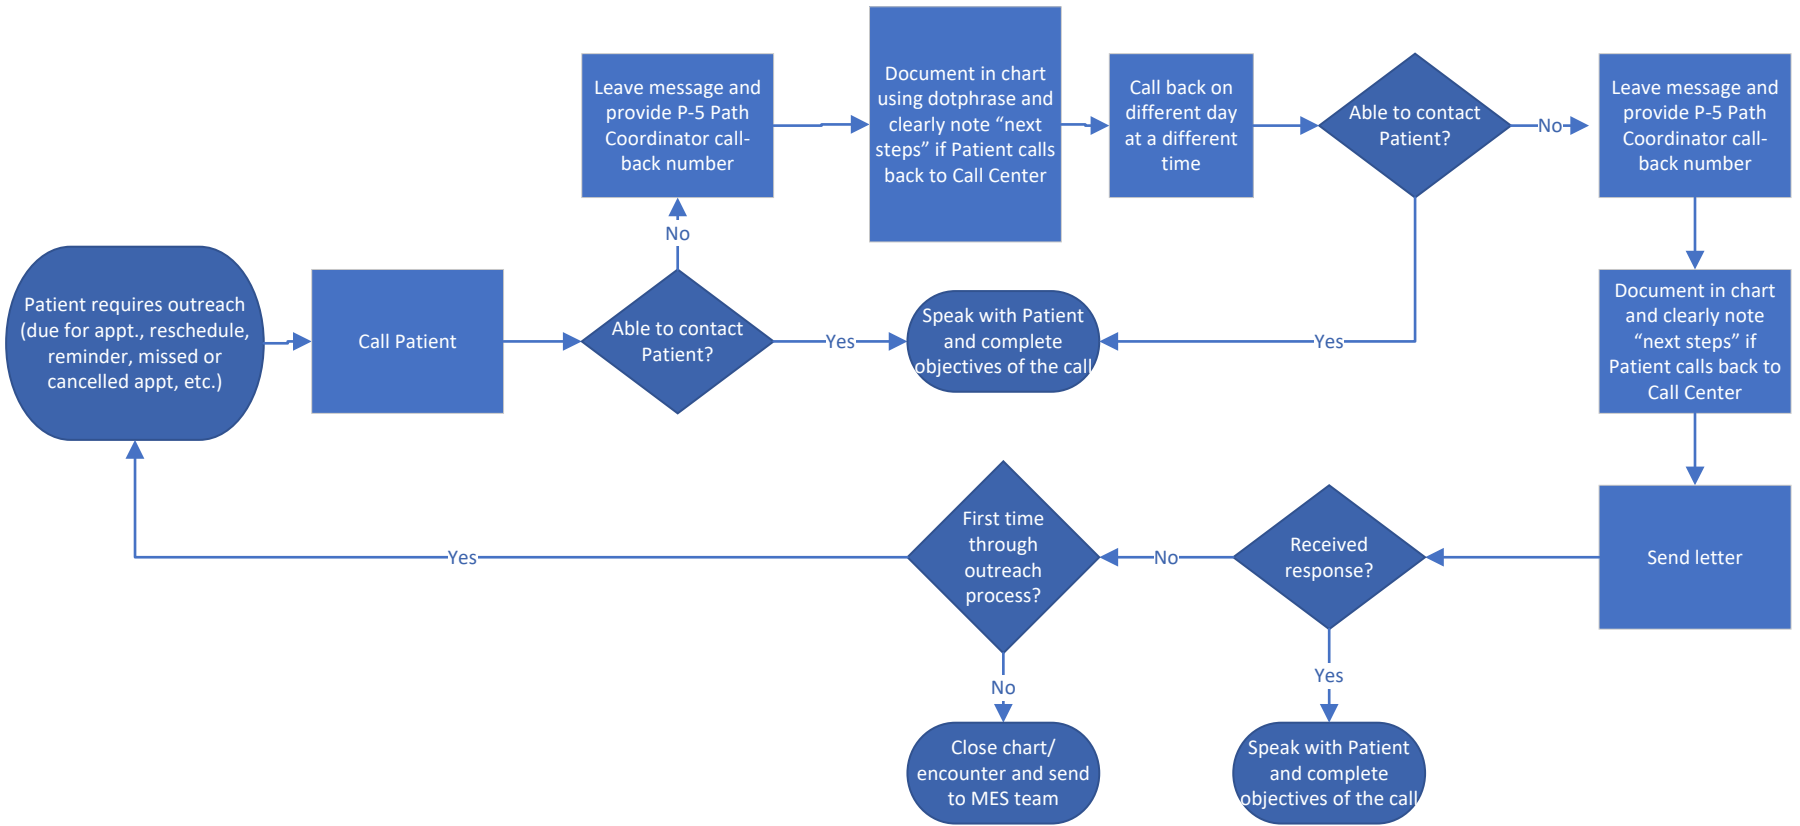 Patient requires outreach
(due for appt., reschedule,
reminder, missed or
cancelled appt, etc.)
Call Patient
Able to contact
Patient?
No
Leave message and
provide P-5 Path
Coordinator call-
back number
Document in chart
using dotphrase and
clearly note “next
steps” if Patient calls
back to Call Center
Call back on
different day
at a different
time
Able to contact
Patient?
No
Leave message and
provide P-5 Path
Coordinator call-
back number
Yes
Speak with Patient
and complete
objectives of the call
Yes
Document in chart
and clearly note
“next steps” if
Patient calls back to
Call Center
Send letter
Received
response?
No
First time
through
outreach
process?
Yes
No
Close chart/
encounter and send
to MES team
Yes
Speak with Patient
and complete
objectives of the call